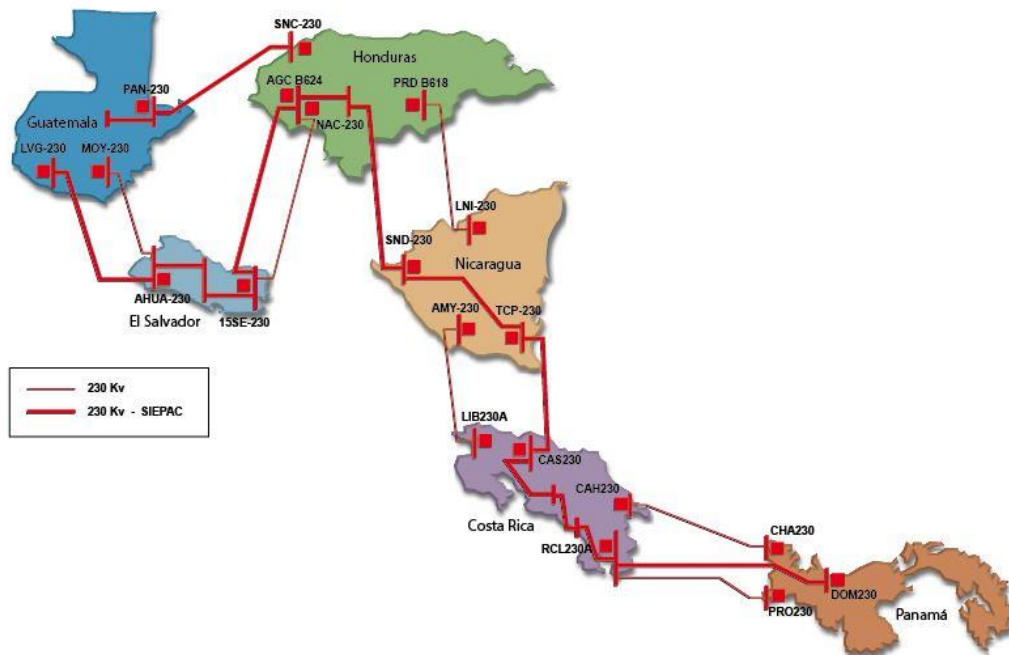 SNC-230
Honduras
AGC B624
PRD B618
NAC-230
PAN-230
Guatemala
LVG-230
MOY-230
LNI-230
SND-230
Nicaragua
AHUA-230
El Salvador
15SE-230
AMY-230
TCP-230
230 Kv
230 Kv - SIEPAC
LIB230A
CAS230
CAH230
Costa Rica
RCL230A
CHA230
DOM230
PRO230
Panamá